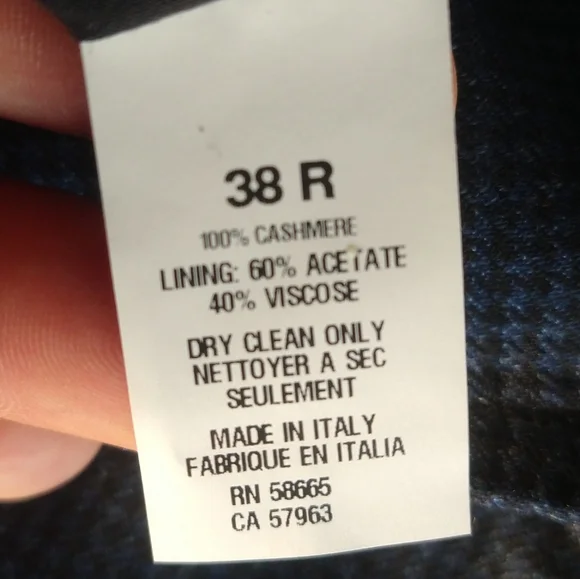 38 R
100% CASHMERE
LINING: 60% ACETATE
40% VISCOSE
DRY CLEAN ONLY
NETTOYER A SEC
SEULEMENT
MADE IN ITALY
FABRIQUE EN ITALIA
RN 58665
CA 57963